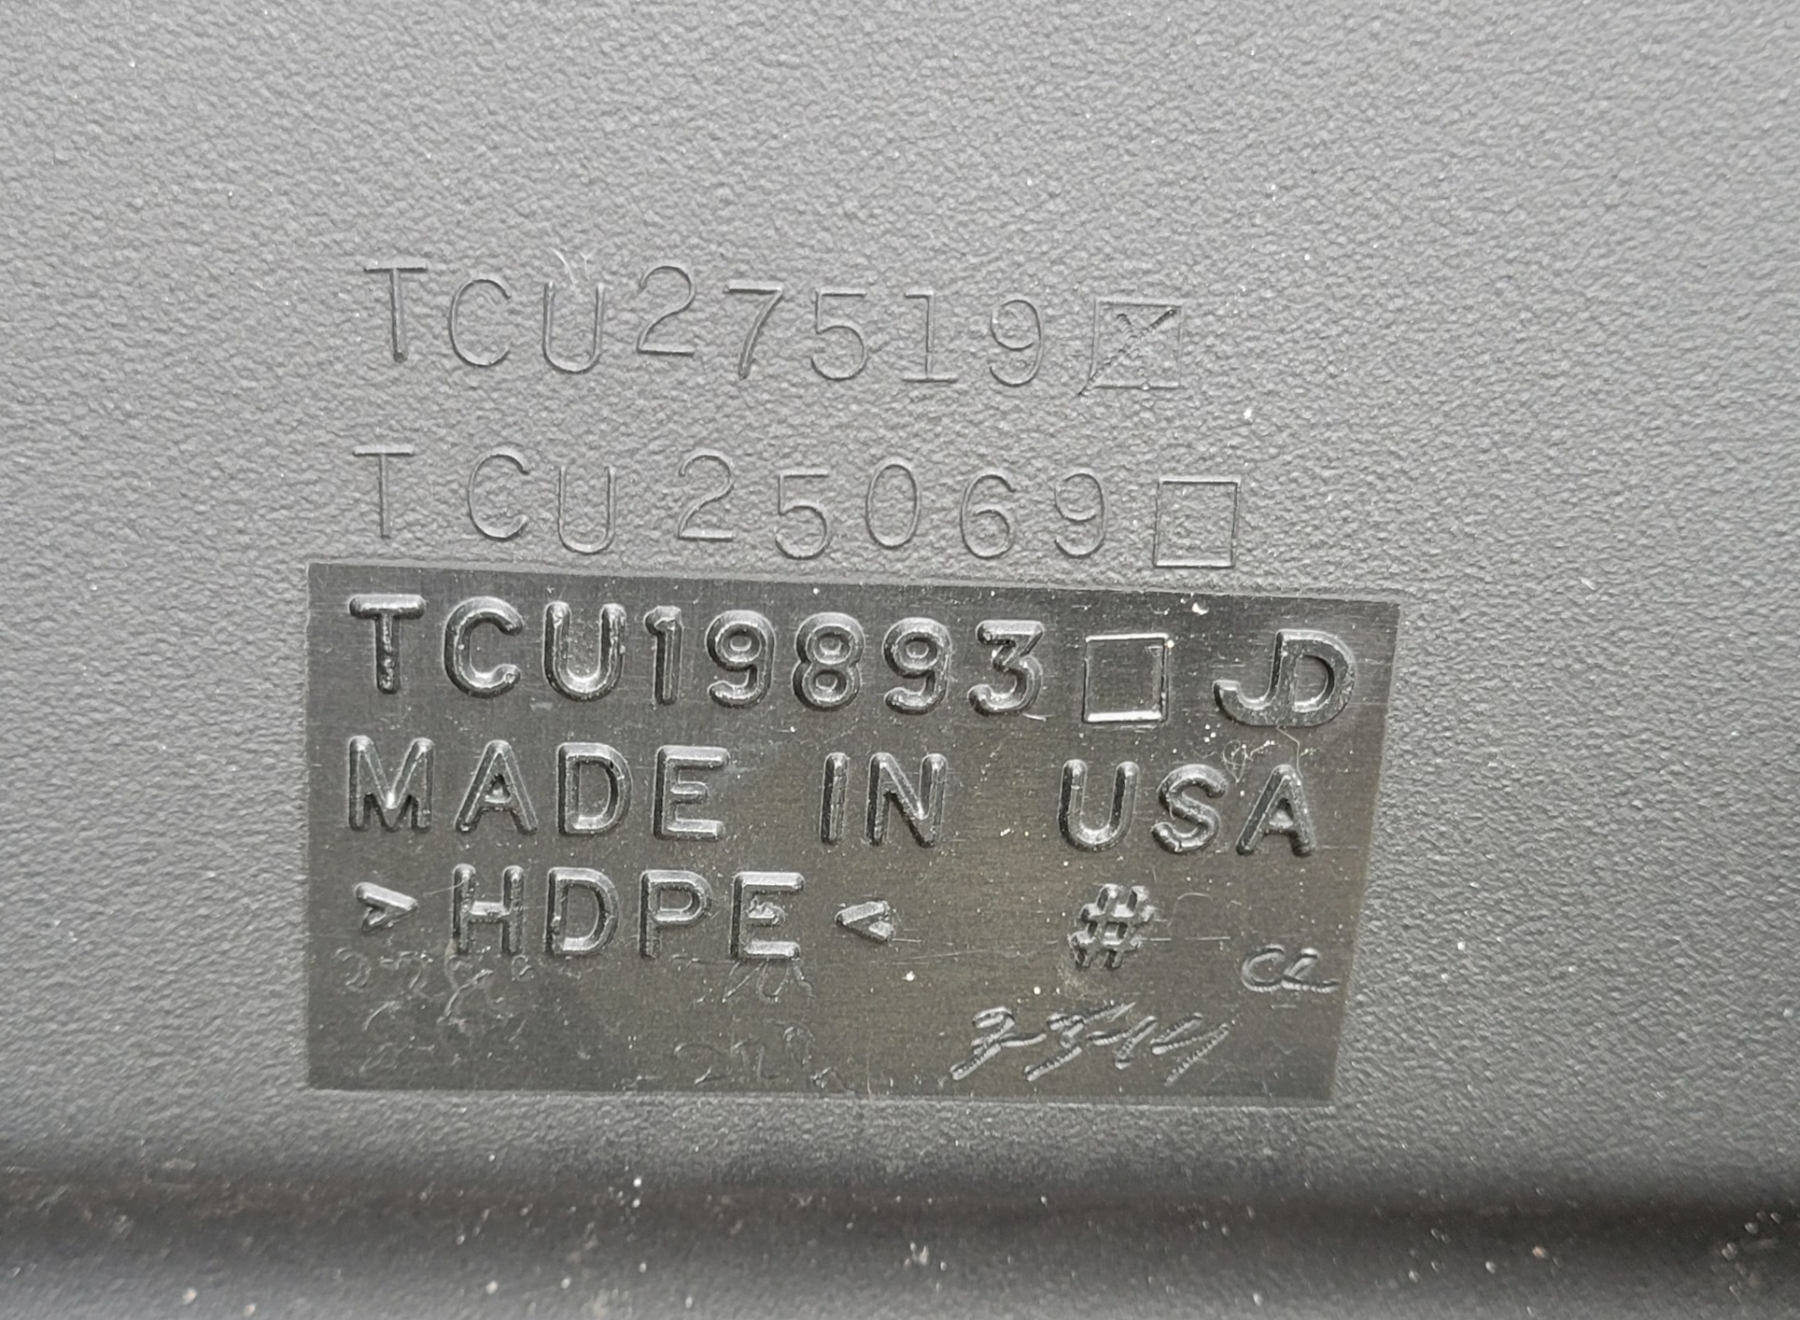 TCU27519☒
TCU25069☐
TCU19893☐ JD
MADE IN USA
>HDPE< #